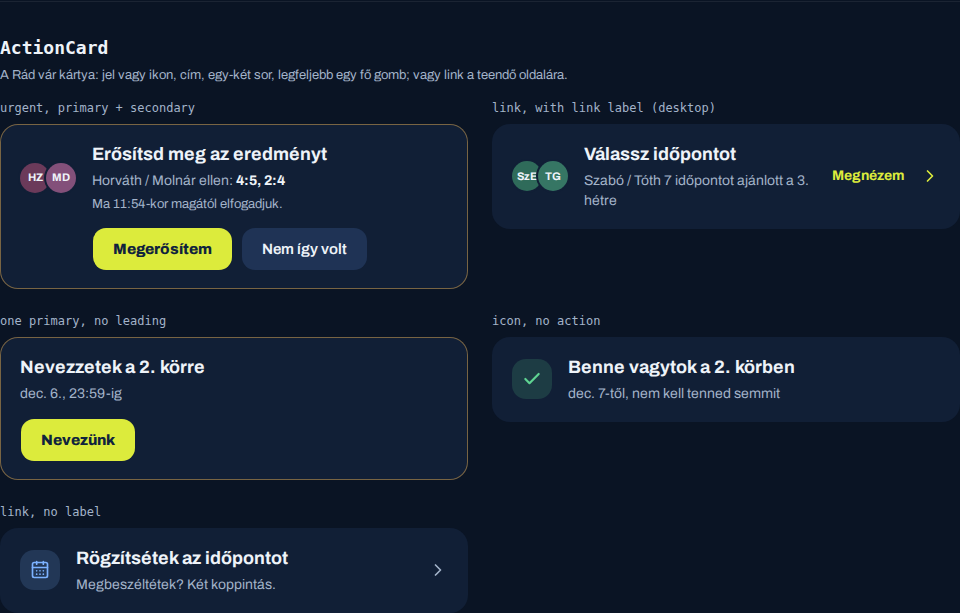 ActionCard
A Rád vár kártya: jel vagy ikon, cím, egy-két sor, legfeljebb egy fő gomb; vagy link a teendő oldalára.
urgent, primary + secondary
HZ MD
Erősítsd meg az eredményt
Horváth / Molnár ellen: 4:5, 2:4
Ma 11:54-kor magától elfogadjuk.
Megerősítem
Nem így volt
link, with link label (desktop)
SzE TG
Válassz időpontot
Szabó / Tóth 7 időpontot ajánlott a 3.
hétre
Megnézem
one primary, no leading
Nevezzetek a 2. körre
dec. 6., 23:59-ig
Nevezünk
icon, no action
Benne vagytok a 2. körben
dec. 7-től, nem kell tenned semmit
link, no label
Rögzítsétek az időpontot
Megbeszéltétek? Két koppintás.